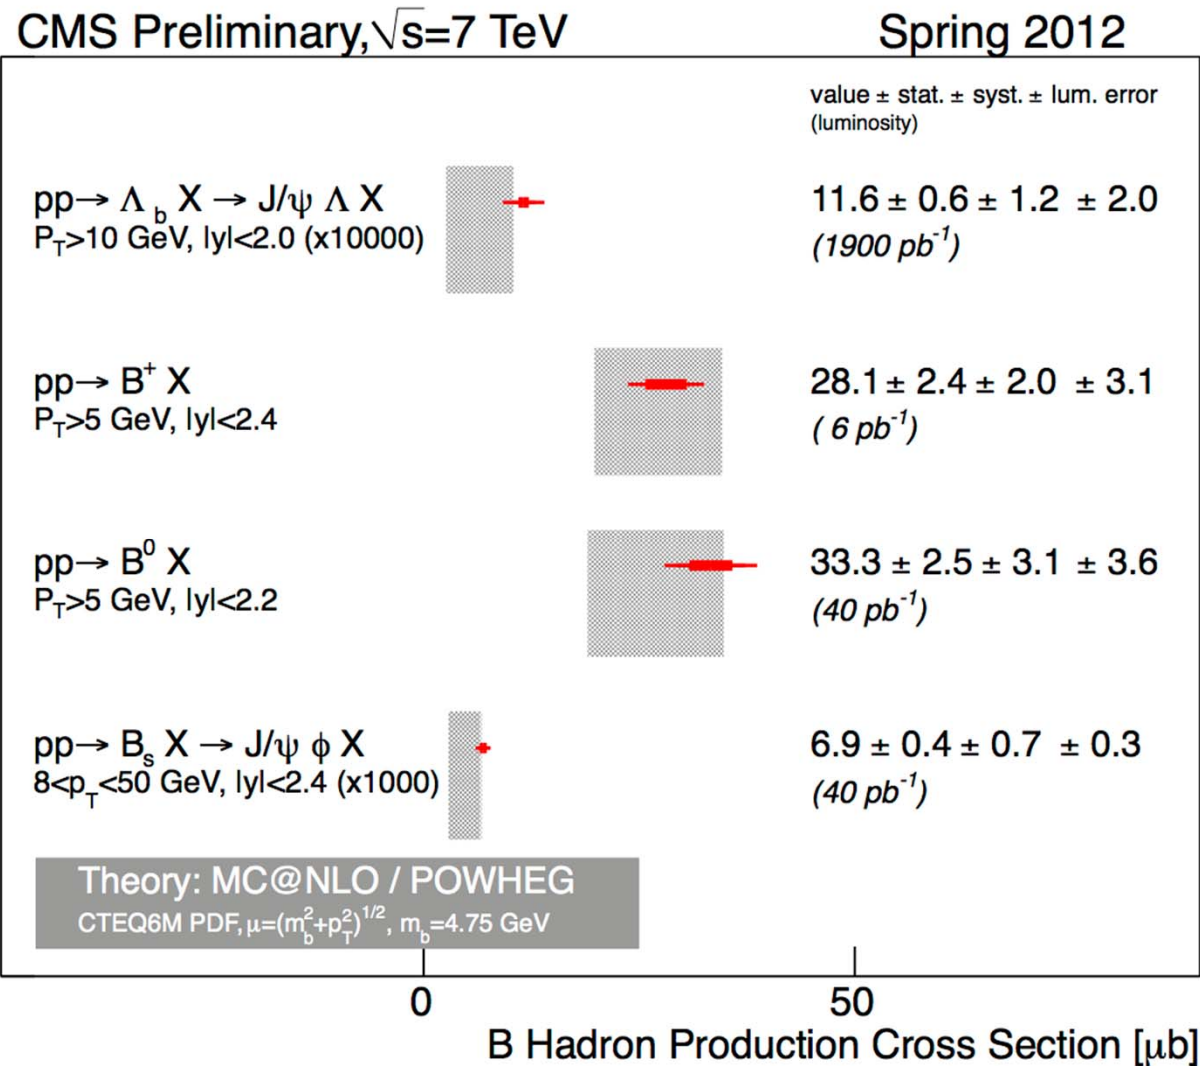 CMS Preliminary,√s=7 TeV Spring 2012
value ± stat. ± syst. ± lum. error
(luminosity)
pp→ Λb X → J/ψ Λ X 11.6 ± 0.6 ± 1.2 ± 2.0
PT>10 GeV, |y|<2.0 (x10000) (1900 pb⁻¹)
pp→ B⁺ X 28.1 ± 2.4 ± 2.0 ± 3.1
PT>5 GeV, |y|<2.4 ( 6 pb⁻¹)
pp→ B⁰ X 33.3 ± 2.5 ± 3.1 ± 3.6
PT>5 GeV, |y|<2.2 (40 pb⁻¹)
pp→ Bs X → J/ψ ϕ X 6.9 ± 0.4 ± 0.7 ± 0.3
8<pT<50 GeV, |y|<2.4 (x1000) (40 pb⁻¹)
Theory: MC@NLO / POWHEG
CTEQ6M PDF, μ=(m²b+p²T)¹/², mb=4.75 GeV
0 50
B Hadron Production Cross Section [μb]